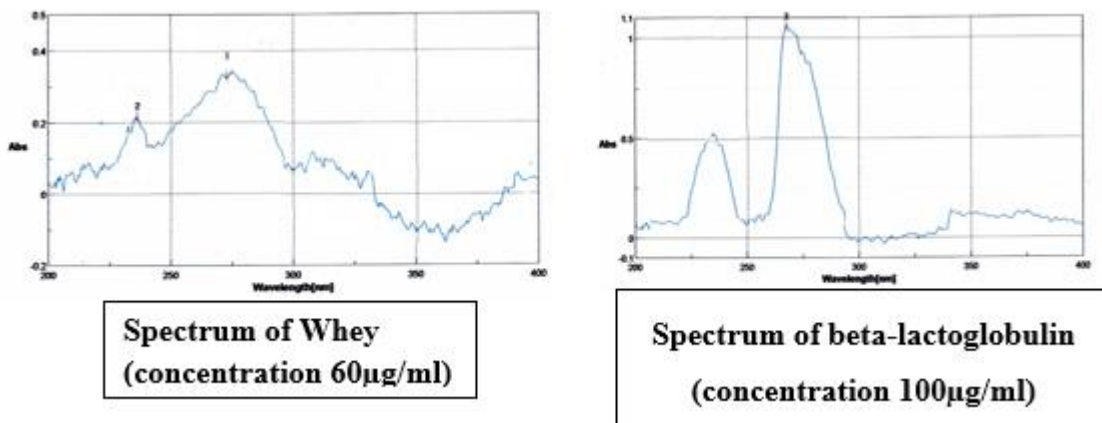 0.5
0.4
0.2
Abs
0
-0.2
200
250
300
350
400
Wavelength[nm]
1
2
1.1
1
0.5
Abs
0
-0.1
200
250
300
350
400
Wavelength[nm]
3
Spectrum of Whey
(concentration 60µg/ml)
Spectrum of beta-lactoglobulin
(concentration 100µg/ml)